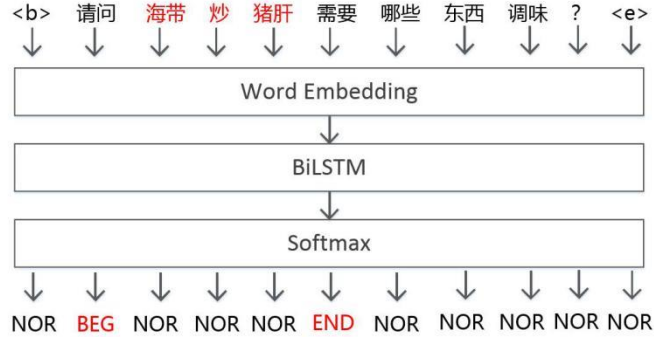 <b> 请问 海带 炒 猪肝 需要 哪些 东西 调味 ? <e>
Word Embedding
BiLSTM
Softmax
NOR BEG NOR NOR NOR END NOR NOR NOR NOR NOR